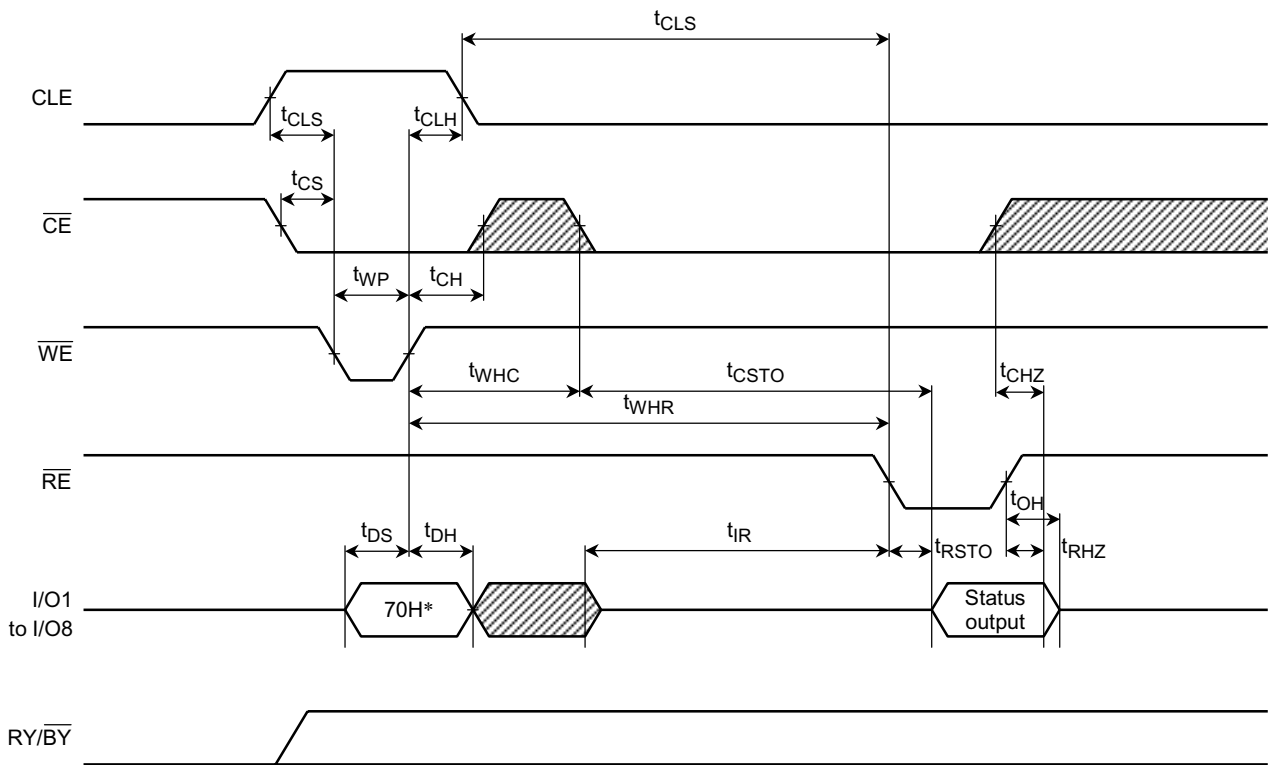 tCLS
CLE
tCLS
tCLH
tCS
CE
tWP
tCH
WE
tWHC
tCSTO
tCHZ
tWHR
RE
tOH
tDS
tDH
tIR
tRSTO
tRHZ
I/O1
to I/O8
70H*
Status
output
RY/BY